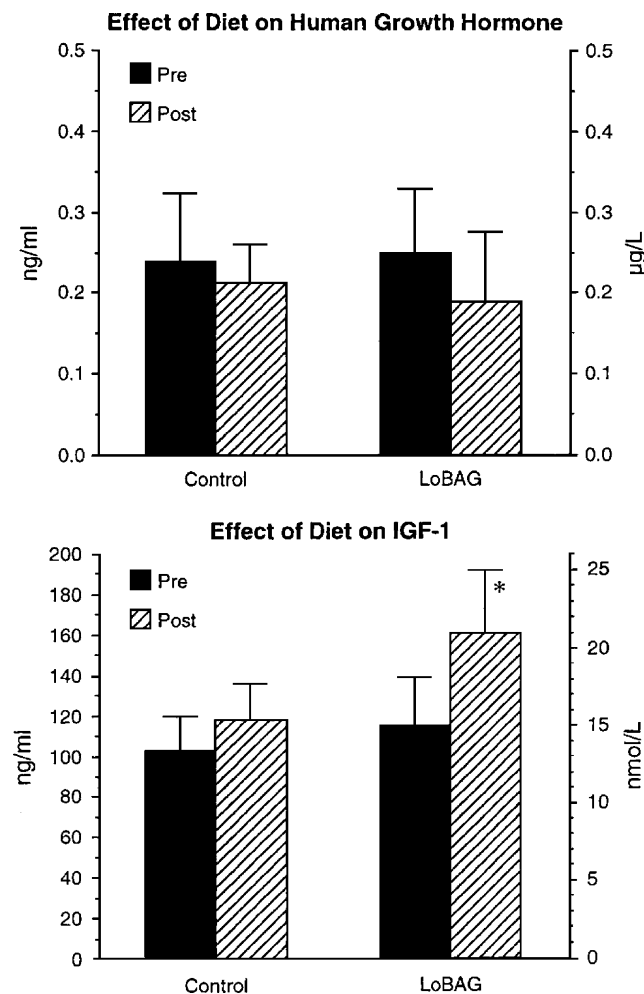 Effect of Diet on Human Growth Hormone
0.5
0.4
0.3
0.2
0.1
0.0
ng/ml
Pre
Post
0.5
0.4
0.3
0.2
0.1
0.0
µg/L
Control
LoBAG
Effect of Diet on IGF-1
200
180
160
140
120
100
80
60
40
20
0
ng/ml
Pre
Post
*
25
20
15
10
5
0
nmol/L
Control
LoBAG